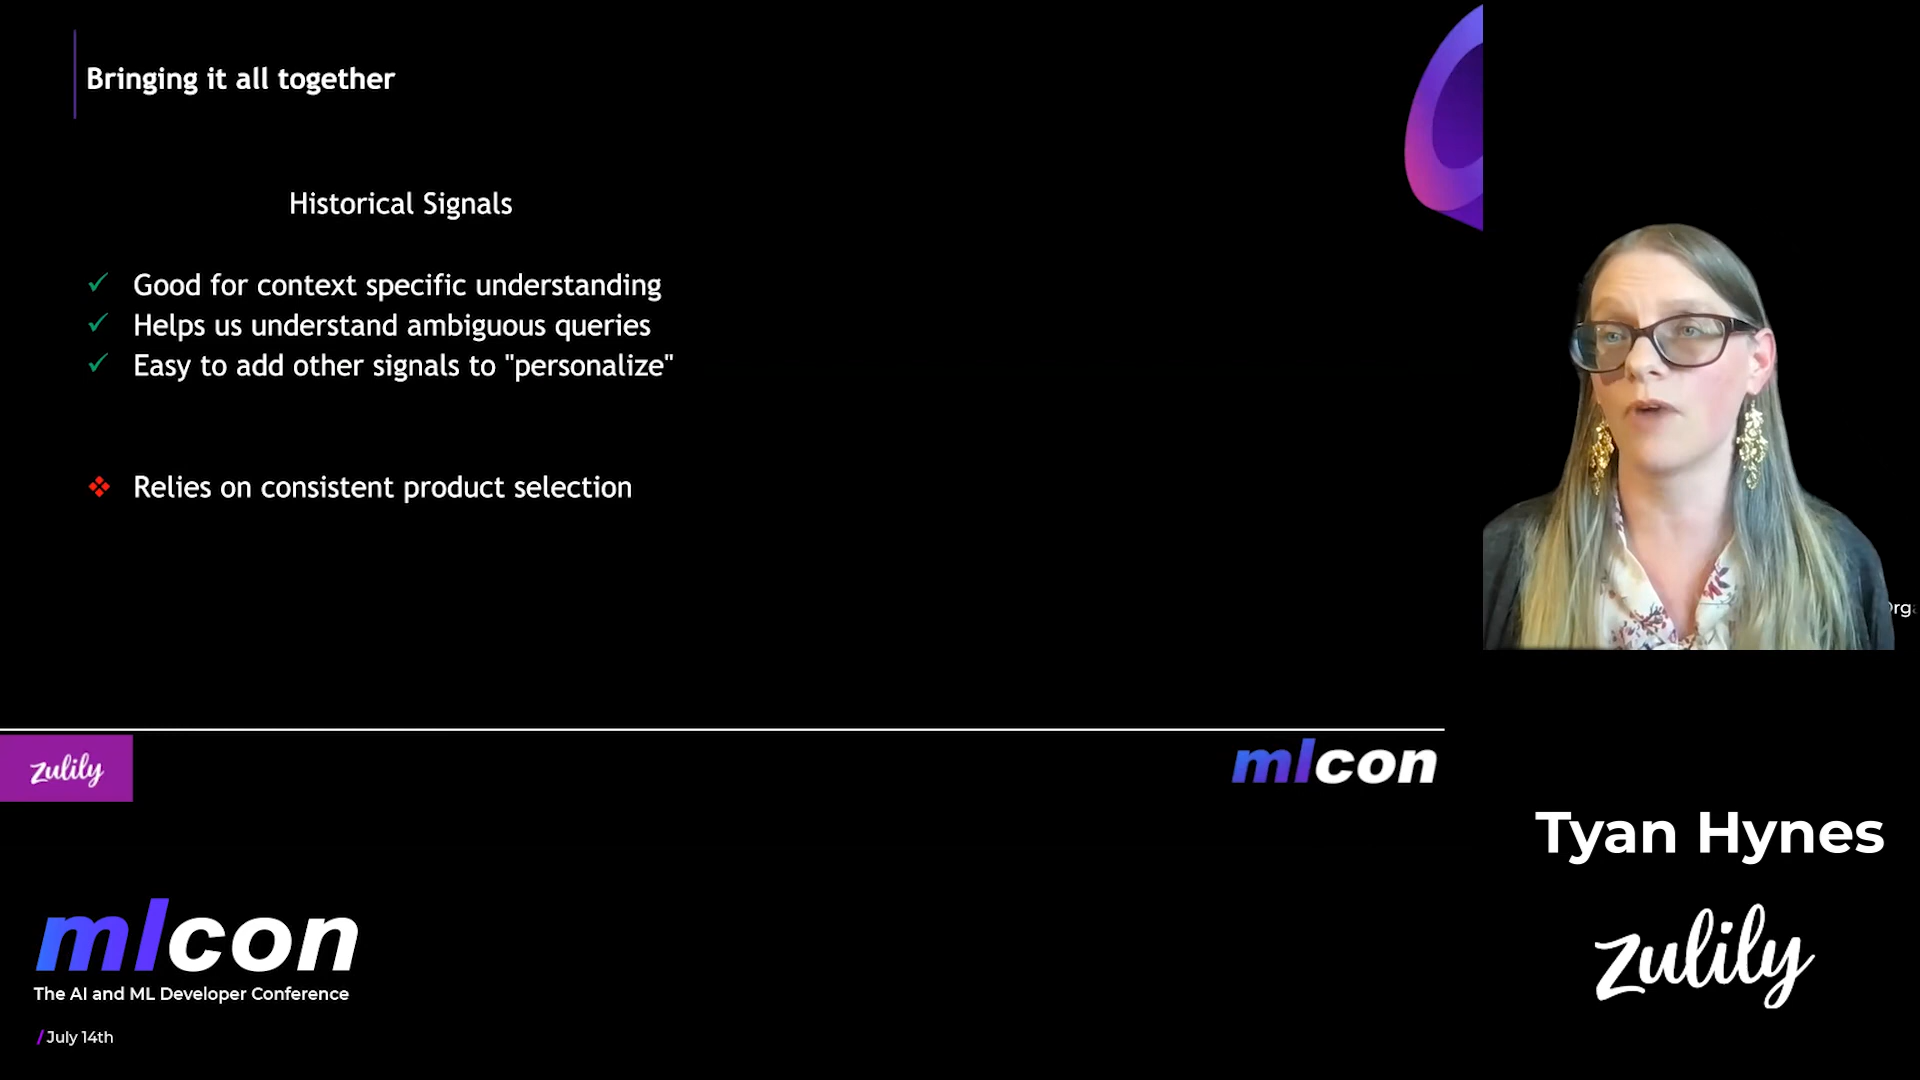 Bringing it all together
Historical Signals
Good for context specific understanding
Helps us understand ambiguous queries
Easy to add other signals to "personalize"
Relies on consistent product selection
zulily
mlcon
Tyan Hynes
zulily
mlcon
The AI and ML Developer Conference
/ July 14th